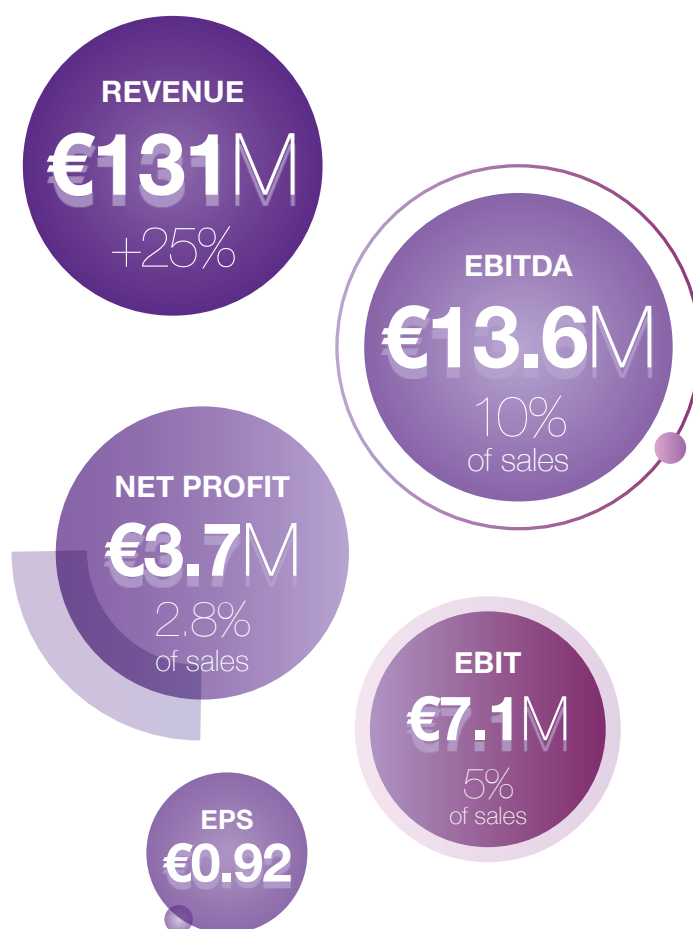 REVENUE
€131M
+25%
EBITDA
€13.6M
10%
of sales
NET PROFIT
€3.7M
2.8%
of sales
EBIT
€7.1M
5%
of sales
EPS
€0.92